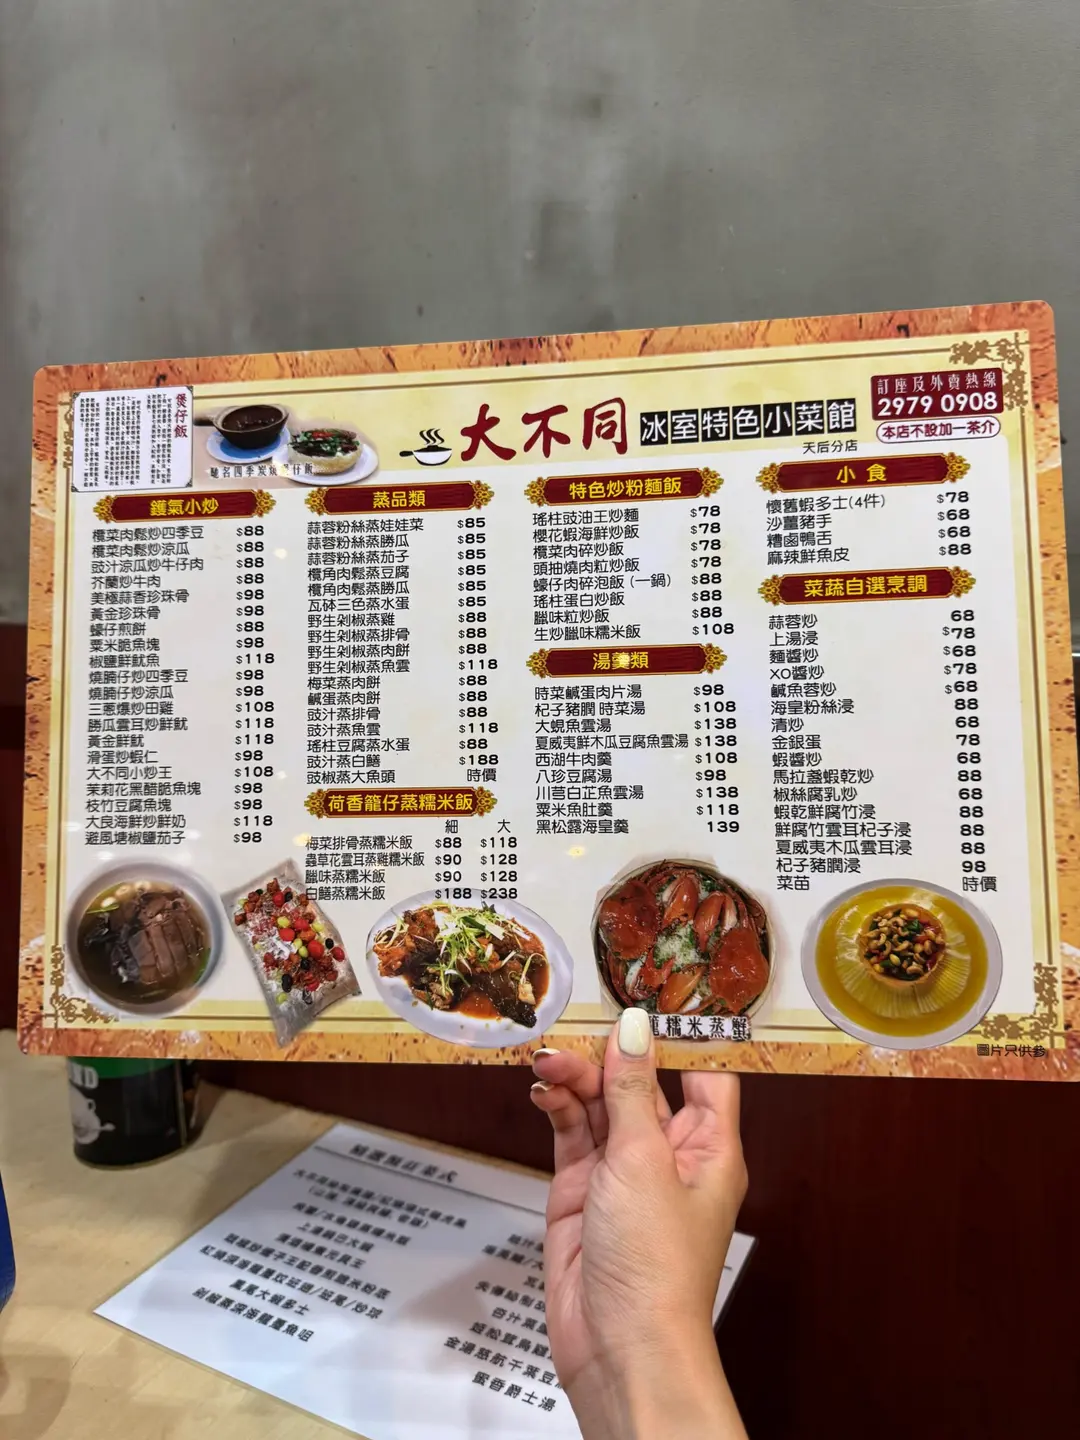 煲仔飯
馳名四季炭燒煲仔飯
大不同 冰室特色小菜館
天后分店
訂座及外賣熱線
2979 0908
本店不設加一茶介
鑊氣小炒
欖菜肉鬆炒四季豆 $88
欖菜肉鬆炒涼瓜 $88
豉汁涼瓜炒牛仔肉 $88
芥蘭炒牛肉 $88
美極蒜香珍珠骨 $98
黃金珍珠骨 $98
蠔仔煎餅 $88
粟米脆魚塊 $98
椒鹽鮮魷魚 $118
燒腩仔炒四季豆 $98
燒腩仔炒涼瓜 $98
三蔥爆炒田雞 $108
勝瓜雲耳炒鮮魷 $118
黃金鮮魷 $118
滑蛋炒蝦仁 $98
大不同小炒王 $108
茉莉花黑醋脆魚塊 $98
枝竹豆腐魚塊 $98
大良海鮮炒鮮奶 $118
避風塘椒鹽茄子 $98
蒸品類
蒜蓉粉絲蒸娃娃菜 $85
蒜蓉粉絲蒸勝瓜 $85
蒜蓉粉絲蒸茄子 $85
欖角肉鬆蒸豆腐 $85
欖角肉鬆蒸勝瓜 $85
瓦砵三色蒸水蛋 $85
野生剁椒蒸雞 $88
野生剁椒蒸排骨 $88
野生剁椒蒸肉餅 $88
野生剁椒蒸魚雲 $118
梅菜蒸肉餅 $88
鹹蛋蒸肉餅 $88
豉汁蒸排骨 $88
豉汁蒸魚雲 $118
瑤柱豆腐蒸水蛋 $88
豉汁蒸白鱔 $188
豉椒蒸大魚頭 時價
荷香籠仔蒸糯米飯
細 大
梅菜排骨蒸糯米飯 $88 $118
蟲草花雲耳蒸雞糯米飯 $90 $128
臘味蒸糯米飯 $90 $128
白鱔蒸糯米飯 $188 $238
特色炒粉麵飯
瑤柱豉油王炒麵 $78
櫻花蝦海鮮炒飯 $78
欖菜肉碎炒飯 $78
頭抽燒肉粒炒飯 $78
蠔仔肉碎泡飯(一鍋) $88
瑤柱蛋白炒飯 $88
臘味粒炒飯 $88
生炒臘味糯米飯 $108
湯羹類
時菜鹹蛋肉片湯 $98
杞子豬膶時菜湯 $108
大蜆魚雲湯 $138
夏威夷鮮木瓜豆腐魚雲湯 $138
西湖牛肉羹 $108
八珍豆腐湯 $98
川芎白芷魚雲湯 $138
粟米魚肚羹 $118
黑松露海皇羹 139
小食
懷舊蝦多士(4件) $78
沙薑豬手 $68
糟鹵鴨舌 $68
麻辣鮮魚皮 $88
菜蔬自選烹調
蒜蓉炒 68
上湯浸 $78
麵醬炒 $68
XO醬炒 $78
鹹魚蓉炒 $68
海皇粉絲浸 88
清炒 68
金銀蛋 78
蝦醬炒 68
馬拉盞蝦乾炒 88
椒絲腐乳炒 68
蝦乾鮮腐竹浸 88
鮮腐竹雲耳杞子浸 88
夏威夷木瓜雲耳浸 88
杞子豬膶浸 98
菜苗 時價
糯米蒸蟹
圖片只供參
上湯焗巴大蝦
鳳尾大蝦多士
蜜香爵士湯